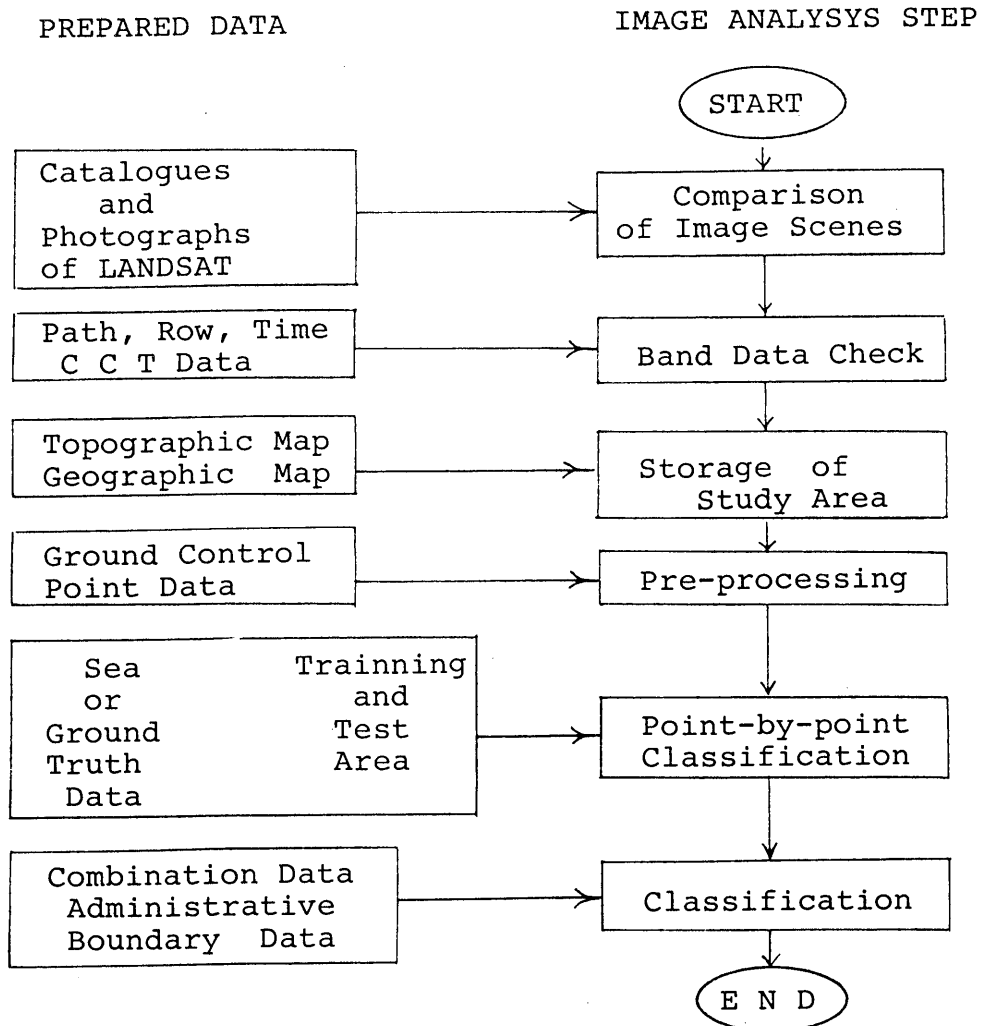 PREPARED DATA
IMAGE ANALYSYS STEP
START
Catalogues
and
Photographs
of LANDSAT
Comparison
of Image Scenes
Path, Row, Time
C C T Data
Band Data Check
Topographic Map
Geographic Map
Storage of
Study Area
Ground Control
Point Data
Pre-processing
Sea
or
Ground
Truth
Data
Trainning
and
Test
Area
Point-by-point
Classification
Combination Data
Administrative
Boundary Data
Classification
E N D